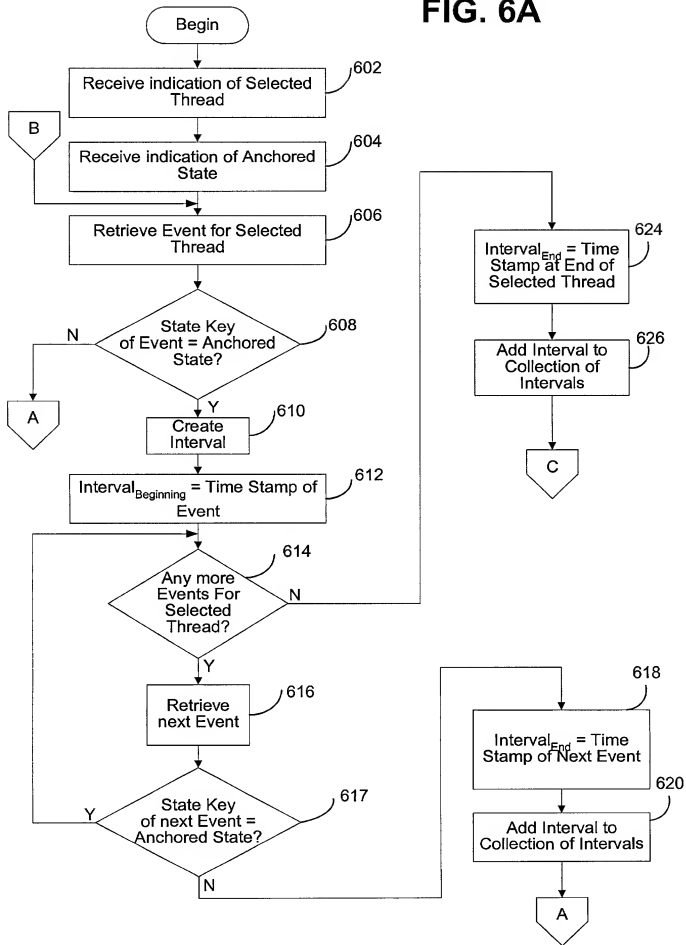 FIG. 6A
Begin
602
Receive indication of Selected
Thread
B
604
Receive indication of Anchored
State
606
Retrieve Event for Selected
Thread
608
State Key
of Event = Anchored
State?
N
A
Y
610
Create
Interval
612
IntervalBeginning = Time Stamp of
Event
614
Any more
Events For
Selected
Thread?
N
Y
616
Retrieve
next Event
617
State Key
of next Event =
Anchored State?
Y
N
624
IntervalEnd = Time
Stamp at End of
Selected Thread
626
Add Interval to
Collection of
Intervals
C
618
IntervalEnd = Time
Stamp of Next Event
620
Add Interval to
Collection of Intervals
A